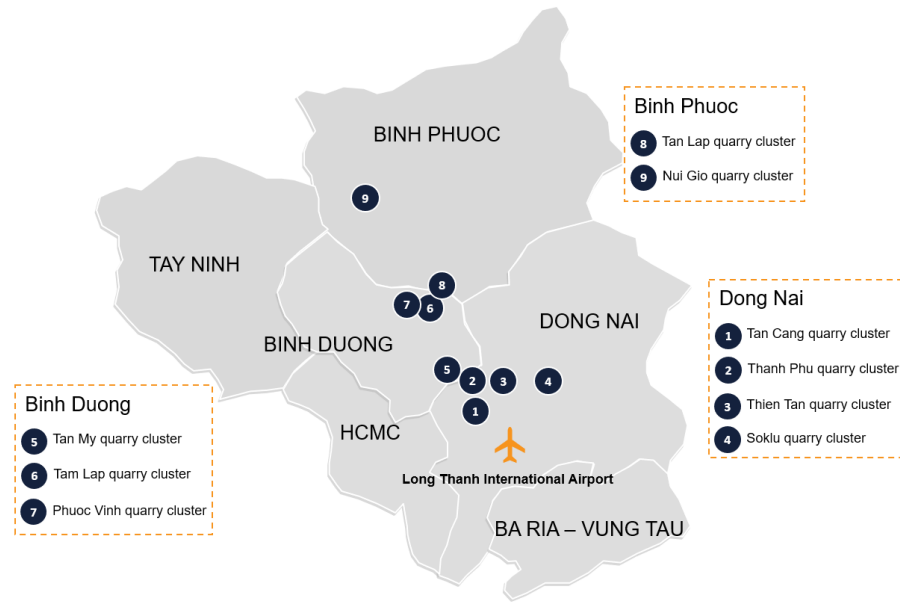 BINH PHUOC
9
TAY NINH
8
7
6
DONG NAI
BINH DUONG
5
2
3
4
1
HCMC
Long Thanh International Airport
BA RIA – VUNG TAU
Binh Phuoc
8 Tan Lap quarry cluster
9 Nui Gio quarry cluster
Dong Nai
1 Tan Cang quarry cluster
2 Thanh Phu quarry cluster
3 Thien Tan quarry cluster
4 Soklu quarry cluster
Binh Duong
5 Tan My quarry cluster
6 Tam Lap quarry cluster
7 Phuoc Vinh quarry cluster